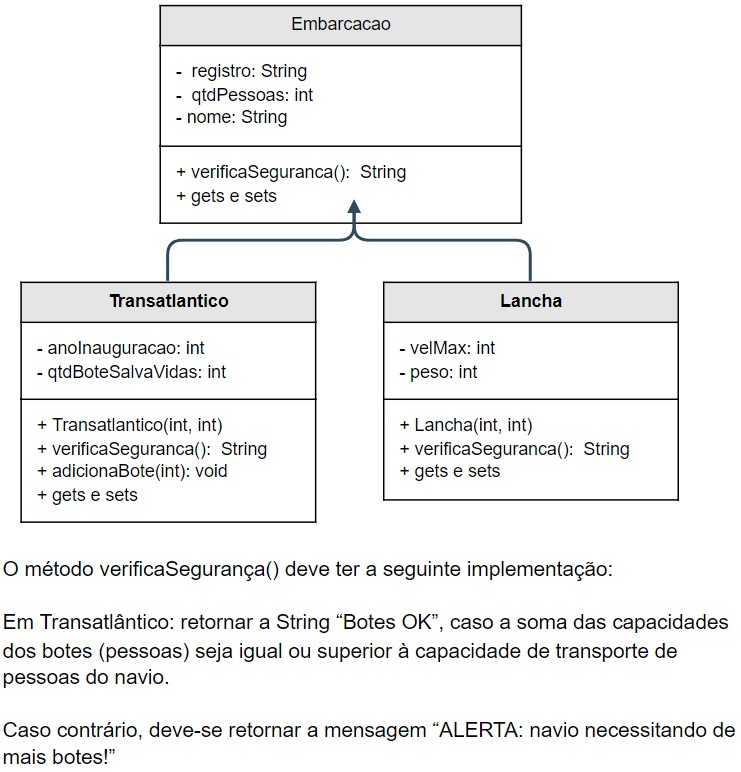 Embarcacao
- registro: String
- qtdPessoas: int
- nome: String
+ verificaSeguranca(): String
+ gets e sets
Transatlantico
- anoInauguracao: int
- qtdBoteSalvaVidas: int
+ Transatlantico(int, int)
+ verificaSeguranca(): String
+ adicionaBote(int): void
+ gets e sets
Lancha
- velMax: int
- peso: int
+ Lancha(int, int)
+ verificaSeguranca(): String
+ gets e sets
O método verificaSegurança() deve ter a seguinte implementação:
Em Transatlântico: retornar a String “Botes OK”, caso a soma das capacidades
dos botes (pessoas) seja igual ou superior à capacidade de transporte de
pessoas do navio.
Caso contrário, deve-se retornar a mensagem “ALERTA: navio necessitando de
mais botes!”